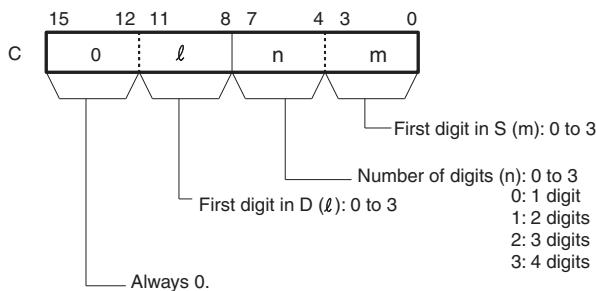 15 12 11 8 7 4 3 0
C 0 ℓ n m
First digit in S (m): 0 to 3
Number of digits (n): 0 to 3
0: 1 digit
1: 2 digits
2: 3 digits
3: 4 digits
First digit in D (ℓ): 0 to 3
Always 0.